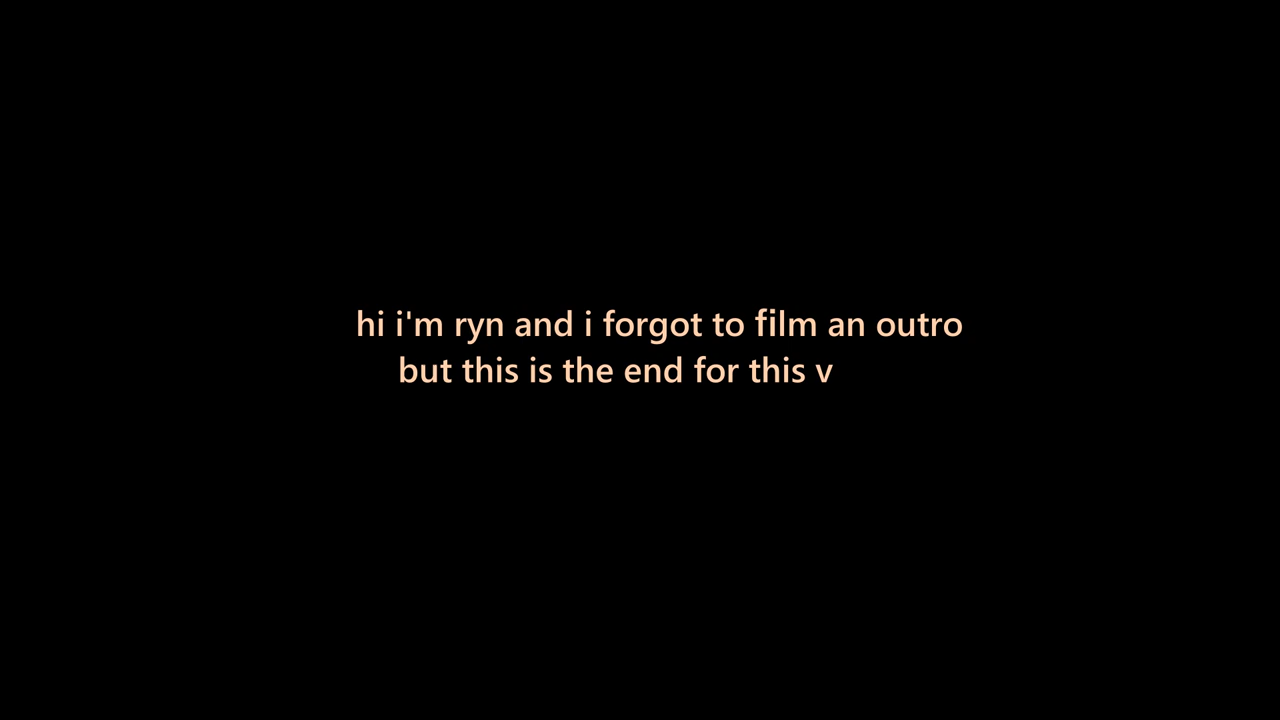 hi i'm ryn and i forgot to film an outro
but this is the end for this v